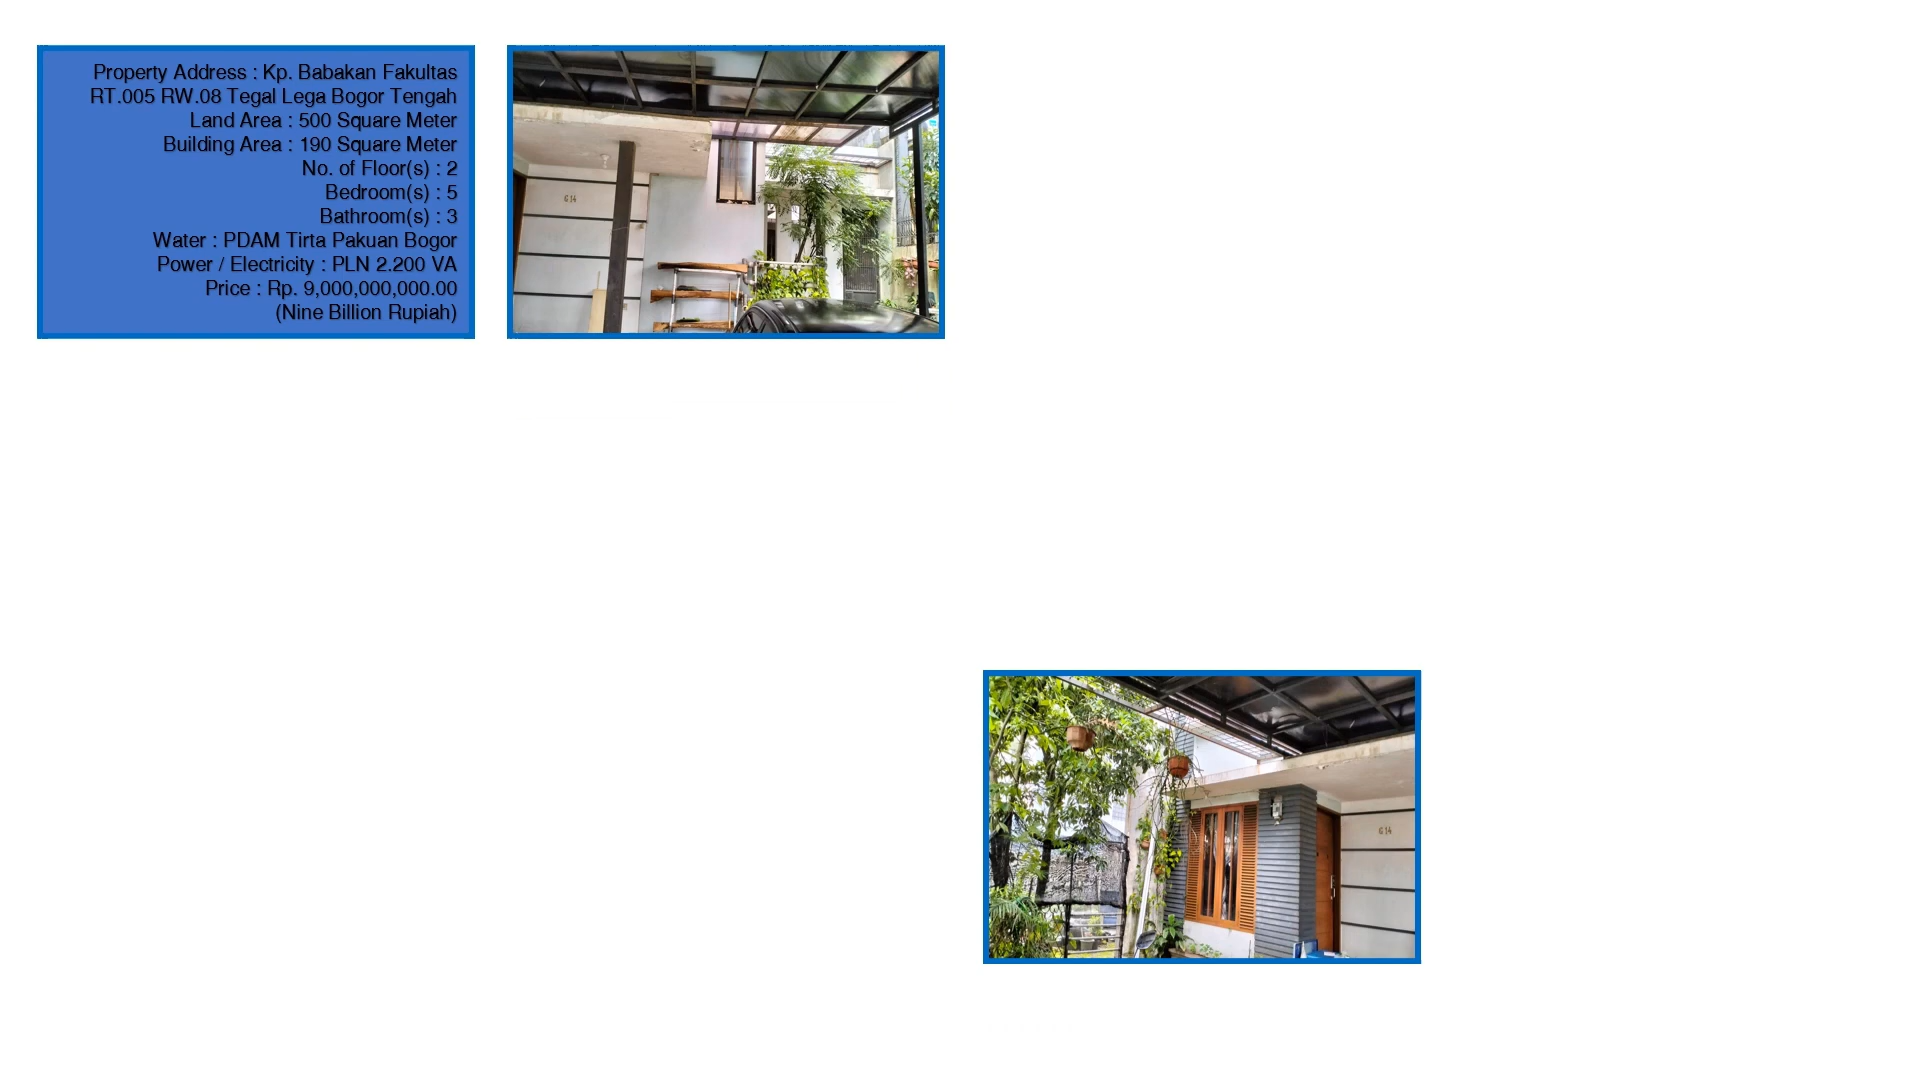 Property Address : Kp. Babakan Fakultas
RT.005 RW.08 Tegal Lega Bogor Tengah
Land Area : 500 Square Meter
Building Area : 190 Square Meter
No. of Floor(s) : 2
Bedroom(s) : 5
Bathroom(s) : 3
Water : PDAM Tirta Pakuan Bogor
Power / Electricity : PLN 2.200 VA
Price : Rp. 9,000,000,000.00
(Nine Billion Rupiah)
G 14
G 14